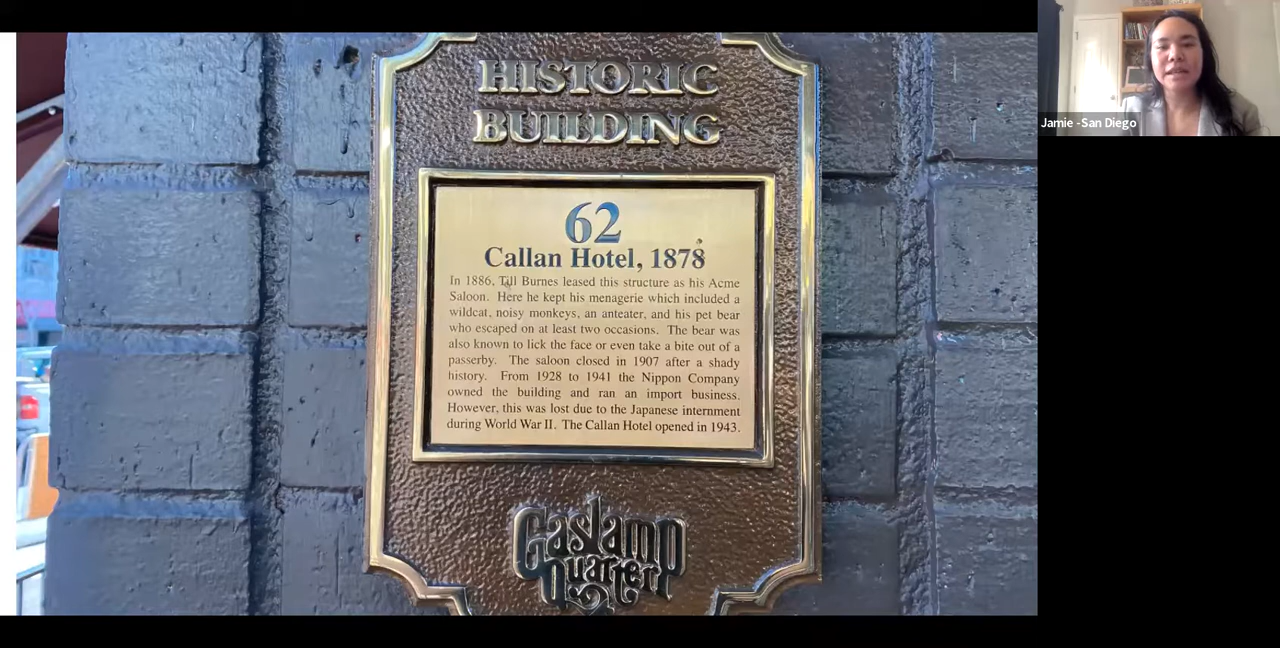 HISTORIC
BUILDING
62
Callan Hotel, 1878
In 1886, Till Burnes leased this structure as his Acme
Saloon. Here he kept his menagerie which included a
wildcat, noisy monkeys, an anteater, and his pet bear
who escaped on at least two occasions. The bear was
also known to lick the face or even take a bite out of a
passerby. The saloon closed in 1907 after a shady
history. From 1928 to 1941 the Nippon Company
owned the building and ran an import business.
However, this was lost due to the Japanese internment
during World War II. The Callan Hotel opened in 1943.
Gaslamp
Quarter
Jamie -San Diego